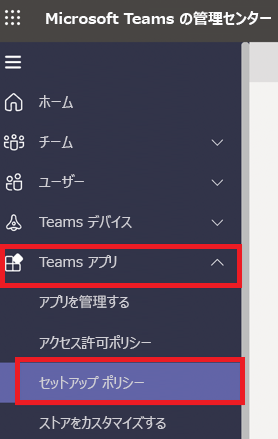 Microsoft Teams の管理センター
ホーム
チーム
ユーザー
Teams デバイス
Teams アプリ
アプリを管理する
アクセス許可ポリシー
セットアップ ポリシー
ストアをカスタマイズする